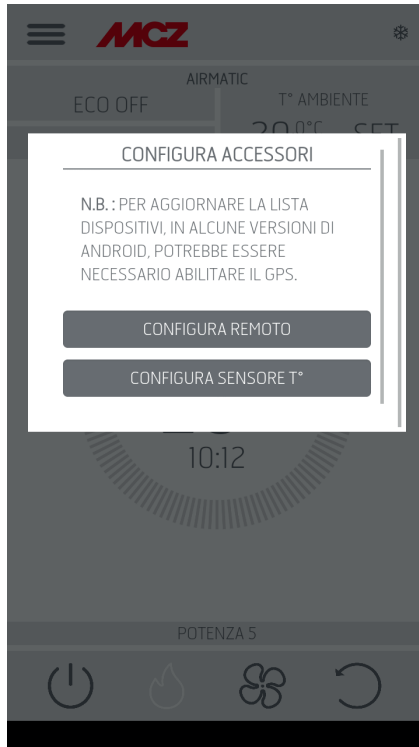 MCZ
AIRMATIC
ECO OFF
T° AMBIENTE
SET
CONFIGURA ACCESSORI
N.B. : PER AGGIORNARE LA LISTA
DISPOSITIVI, IN ALCUNE VERSIONI DI
ANDROID, POTREBBE ESSERE
NECESSARIO ABILITARE IL GPS.
CONFIGURA REMOTO
CONFIGURA SENSORE T°
10:12
POTENZA 5